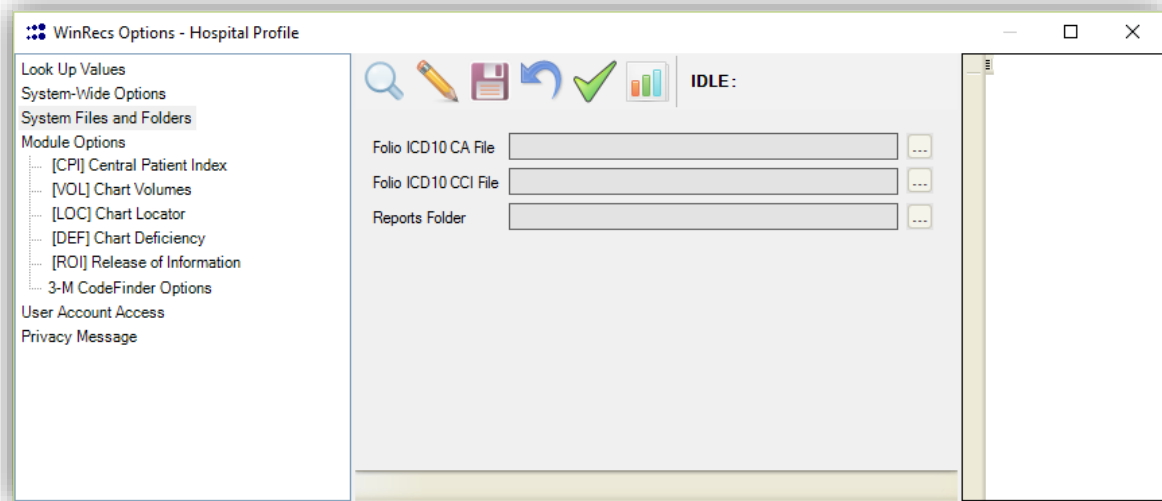 WinRecs Options - Hospital Profile
Look Up Values
System-Wide Options
System Files and Folders
Module Options
[CPI] Central Patient Index
[VOL] Chart Volumes
[LOC] Chart Locator
[DEF] Chart Deficiency
[ROI] Release of Information
3-M CodeFinder Options
User Account Access
Privacy Message
IDLE:
Folio ICD10 CA File
...
Folio ICD10 CCI File
...
Reports Folder
...